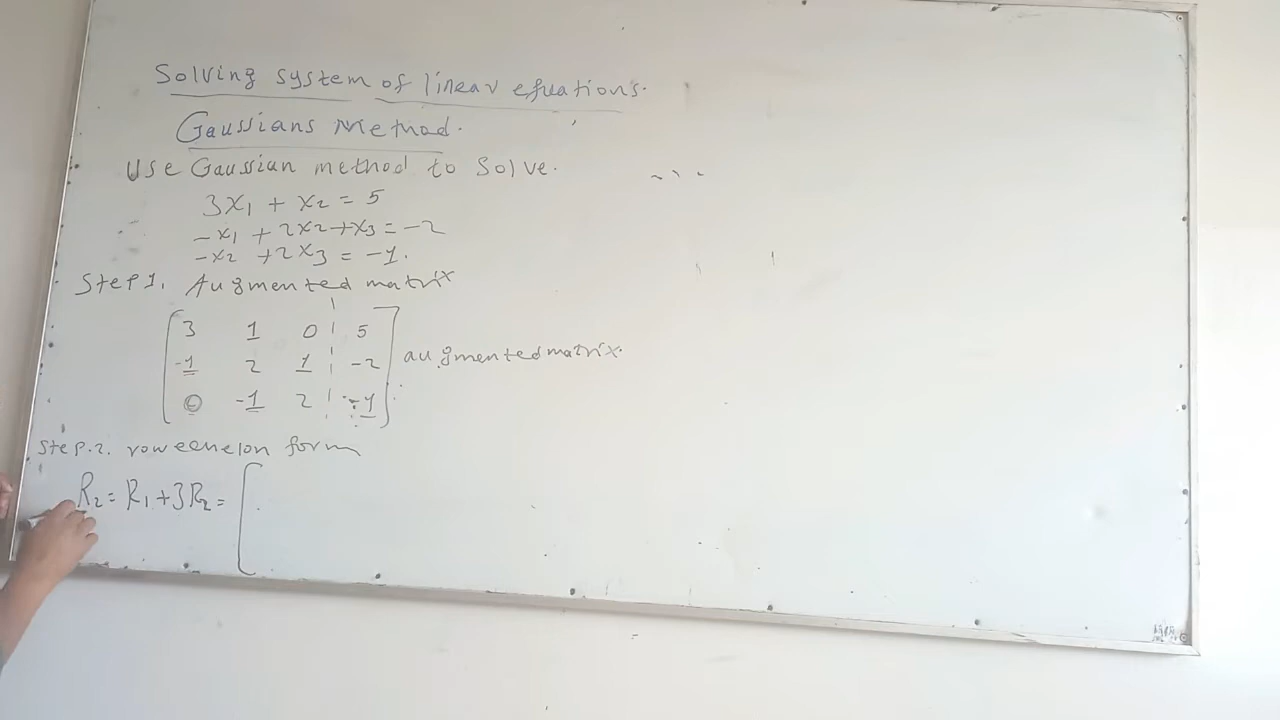 Solving system of linear equations.
Gaussians Method.
Use Gaussian method to Solve.
3x₁ + x₂ = 5
-x₁ + 2x₂ + x₃ = -2
-x₂ + 2x₃ = -1.
Step 1. Augmented matrix
3 1 0 | 5
-1 2 1 | -2 augmented matrix.
0 -1 2 | -1
Step.2. row echelon form
R₂ = R₁ + 3R₂ = [